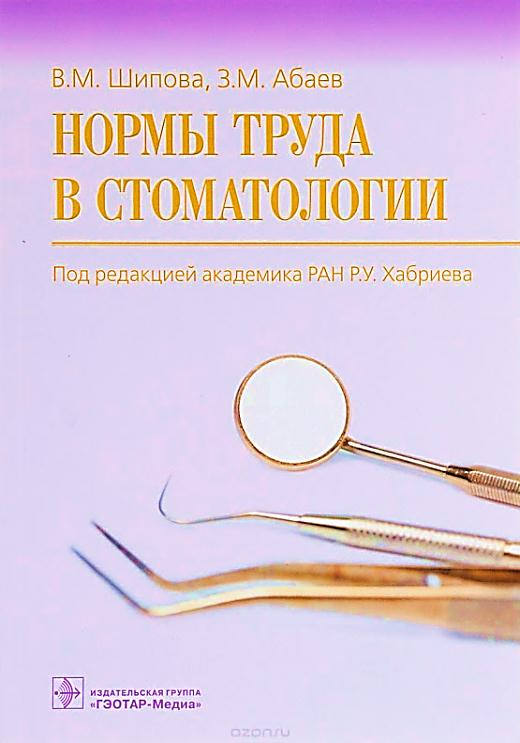 В.М. Шипова, З.М. Абаев
НОРМЫ ТРУДА
В СТОМАТОЛОГИИ
Под редакцией академика РАН Р.У. Хабриева
ИЗДАТЕЛЬСКАЯ ГРУППА
«ГЭОТАР-Медиа»
ozon.ru